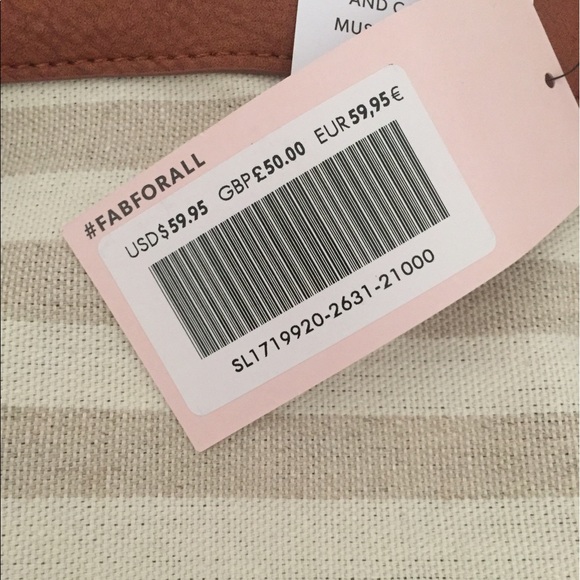 AND
MUS
#FABFORALL
USD$59.95 GBP£50.00 EUR59,95€
SL1719920-2631-21000